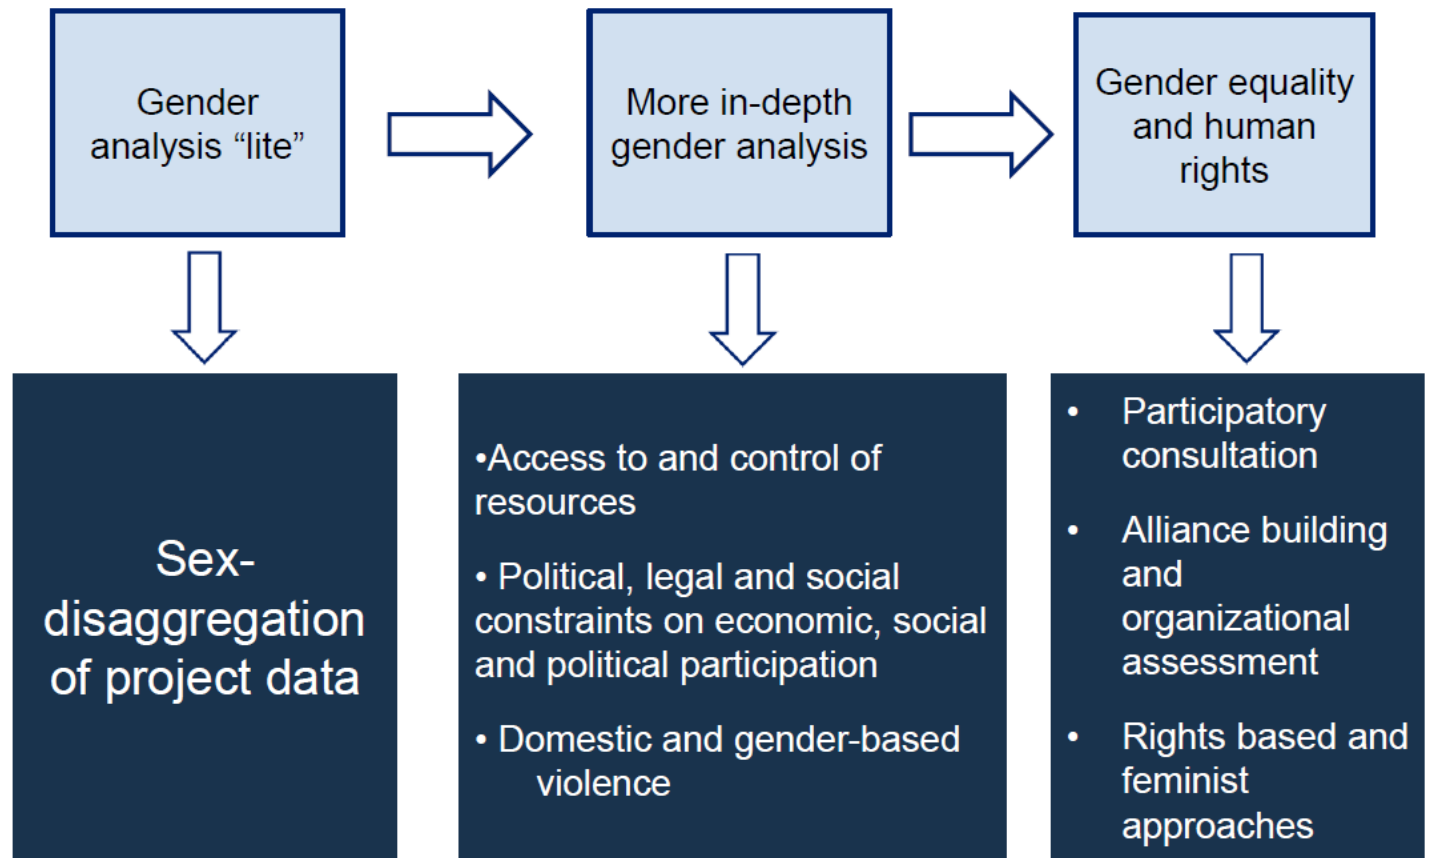 Gender
analysis “lite”
More in-depth
gender analysis
Gender equality
and human
rights
Sex-
disaggregation
of project data
•Access to and control of
resources
• Political, legal and social
constraints on economic, social
and political participation
• Domestic and gender-based
violence
• Participatory
consultation
• Alliance building
and
organizational
assessment
• Rights based and
feminist
approaches